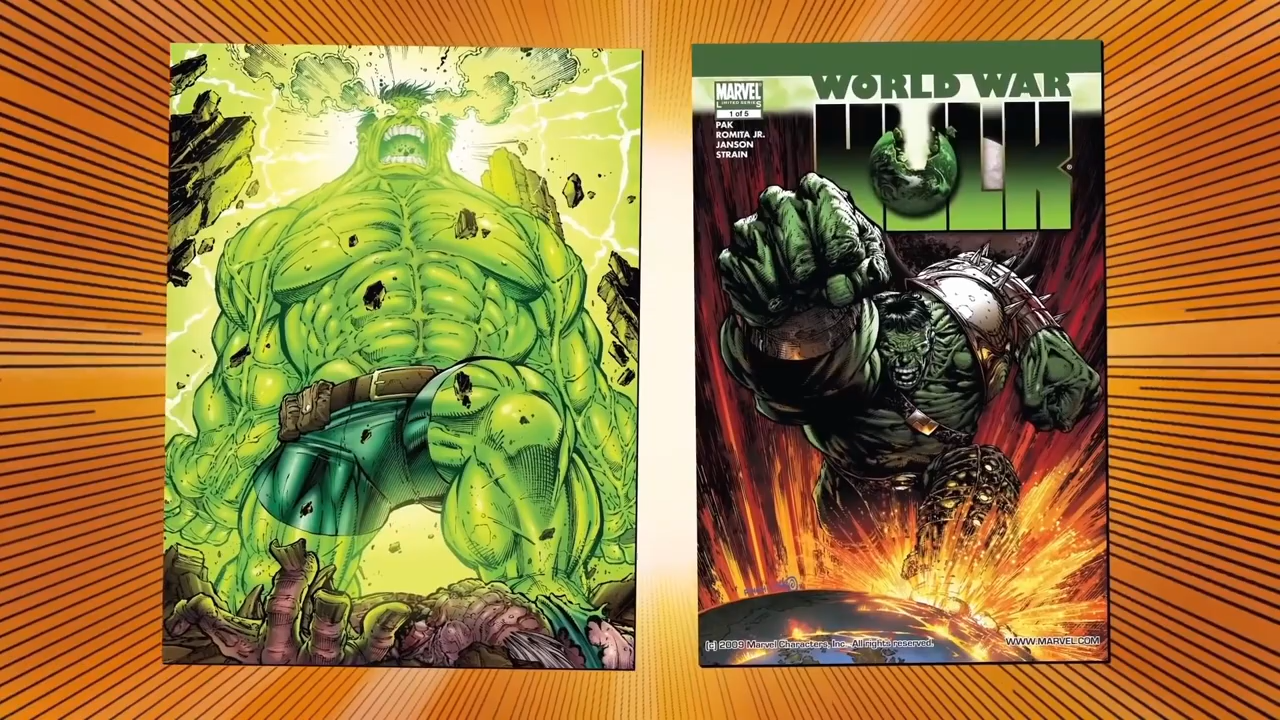 WORLD WAR
HULK
MARVEL
LIMITED SERIES
1 of 5
PAK
ROMITA JR.
JANSON
STRAIN
(c) 2009 Marvel Characters, Inc. All rights reserved.
WWW.MARVEL.COM